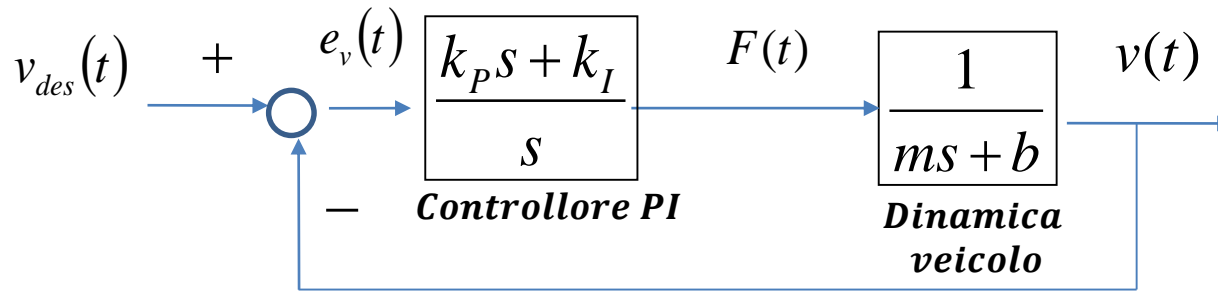 v_des(t)
+
e_v(t)
k_P s + k_I
s
F(t)
1
ms + b
v(t)
−
Controllore PI
Dinamica
veicolo